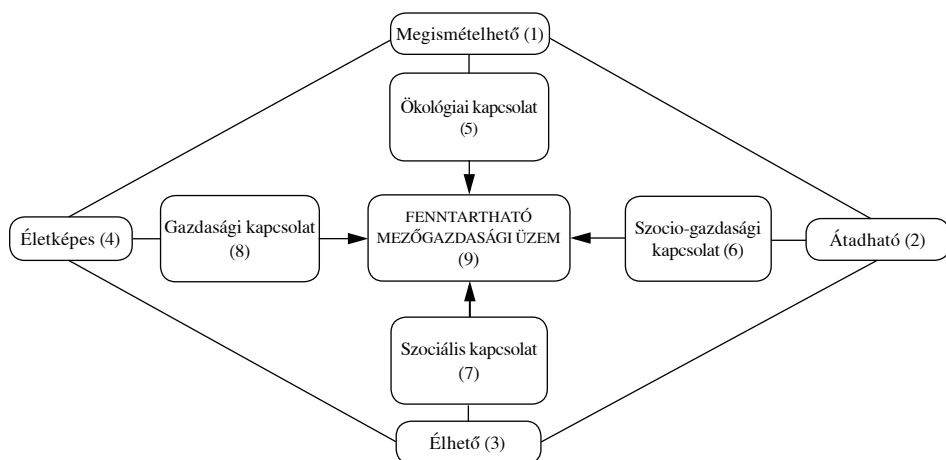 Megismételhető (1)
Ökológiai kapcsolat
(5)
Életképes (4)
Gazdasági kapcsolat
(8)
FENNTARTHATÓ
MEZŐGAZDASÁGI ÜZEM
(9)
Szocio-gazdasági
kapcsolat (6)
Átadható (2)
Szociális kapcsolat
(7)
Élhető (3)